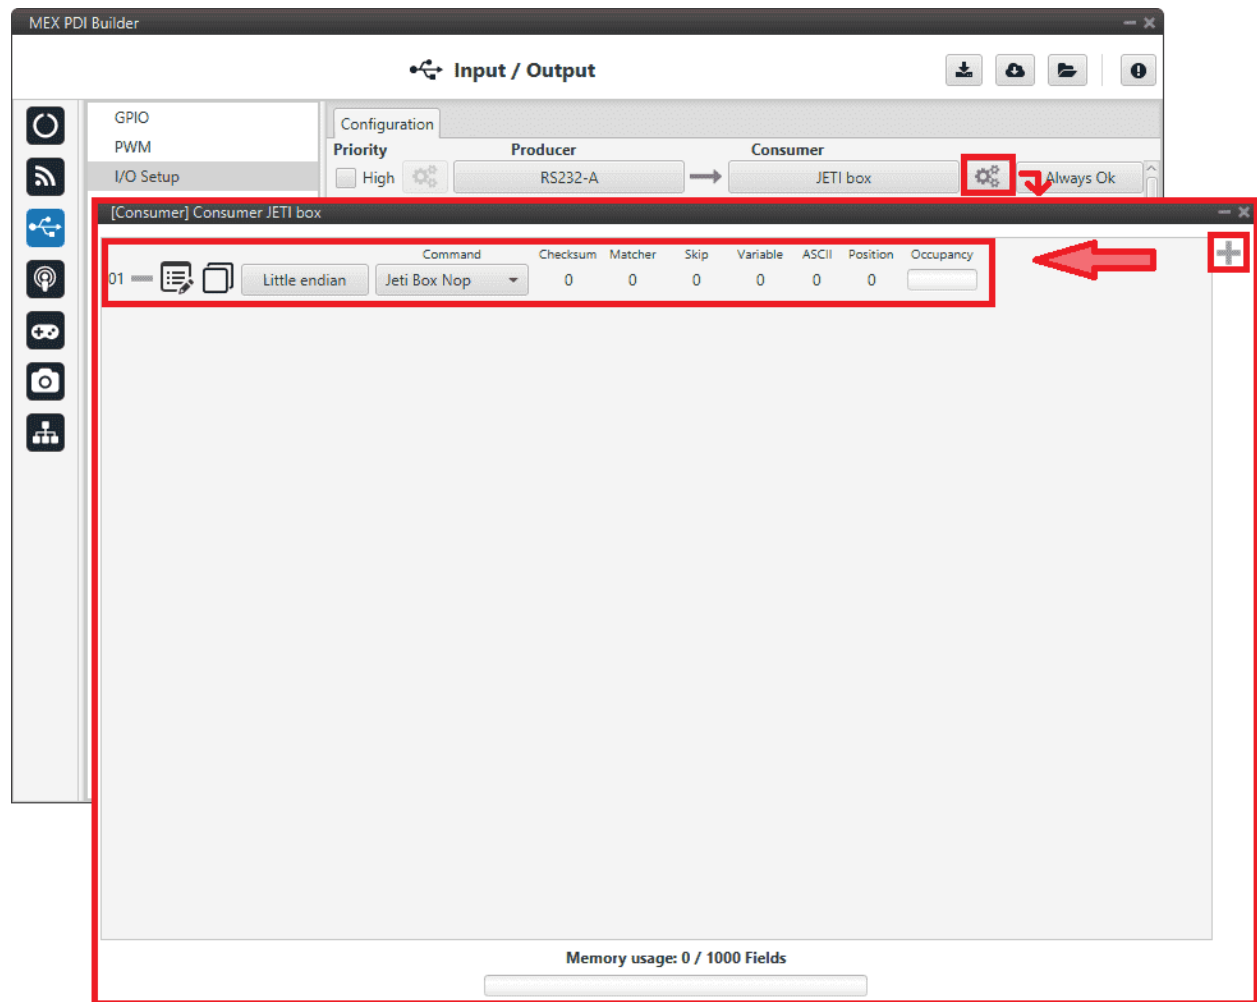 MEX PDI Builder
Input / Output
GPIO
PWM
I/O Setup
Configuration
Priority Producer Consumer
High RS232-A JETI box Always Ok
[Consumer] Consumer JETI box
Command Checksum Matcher Skip Variable ASCII Position Occupancy
01 Little endian Jeti Box Nop 0 0 0 0 0 0
Memory usage: 0 / 1000 Fields